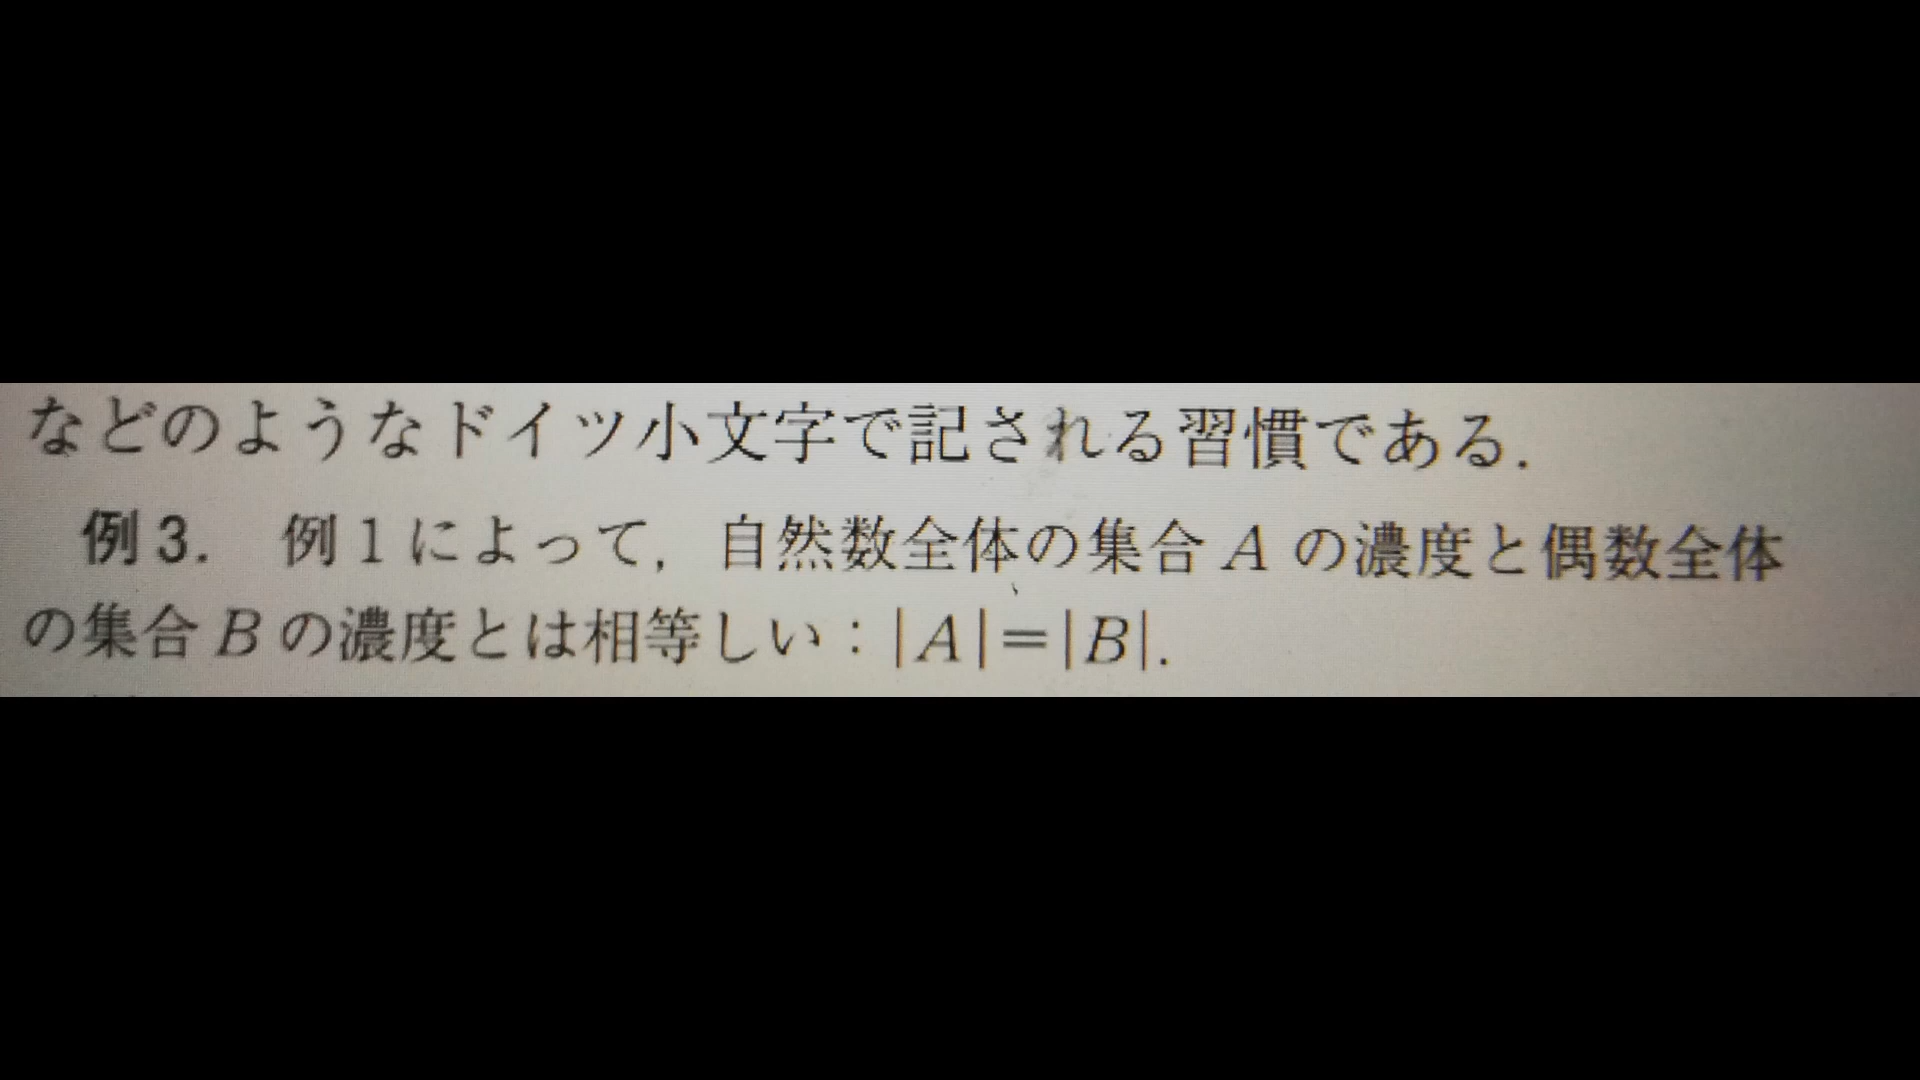 などのようなドイツ小文字で記される習慣である.
例3. 例1によって, 自然数全体の集合 A の濃度と偶数全体
の集合 B の濃度とは相等しい：|A|=|B|.